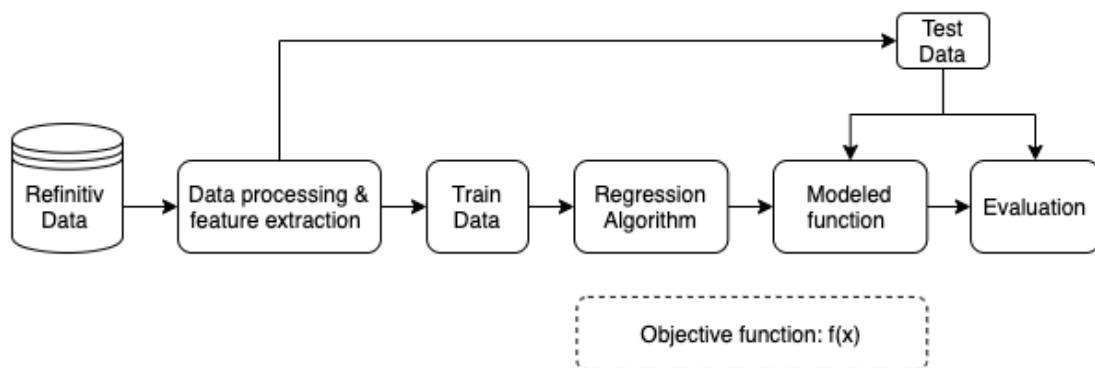 Test
Data
Refinitiv
Data
Data processing &
feature extraction
Train
Data
Regression
Algorithm
Modeled
function
Evaluation
Objective function: f(x)